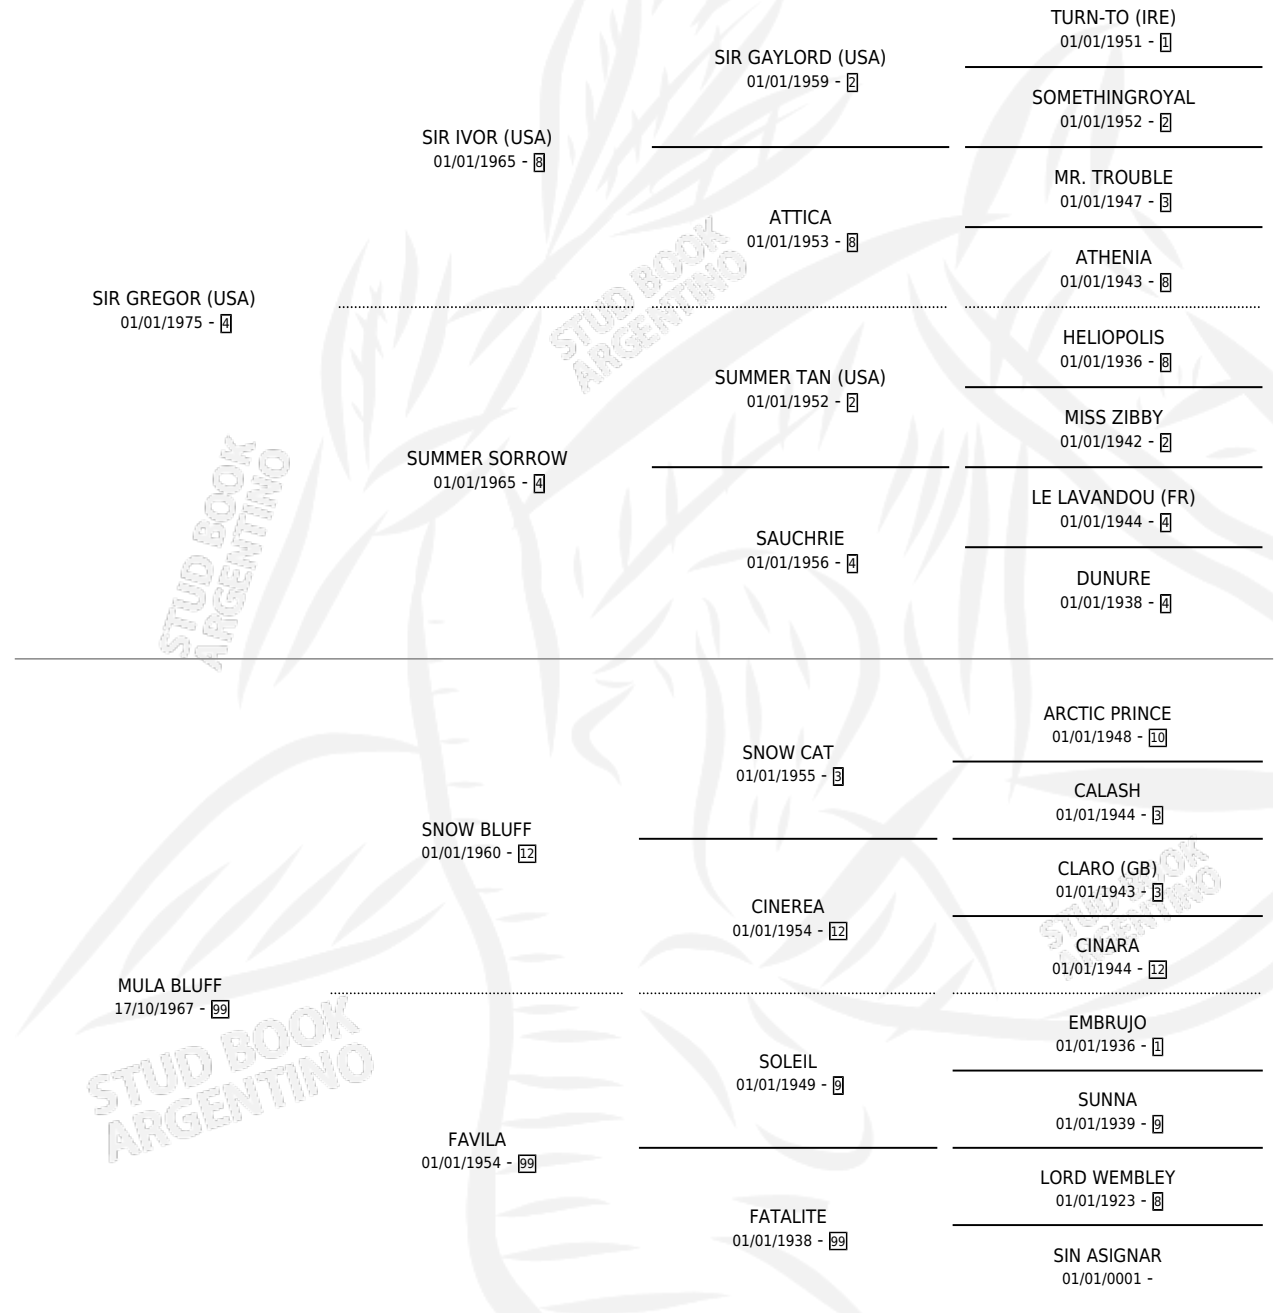 TURN-TO (IRE)
01/01/1951 - 1
SIR GAYLORD (USA)
01/01/1959 - 2
SOMETHINGROYAL
01/01/1952 - 2
SIR IVOR (USA)
01/01/1965 - 8
MR. TROUBLE
01/01/1947 - 3
ATTICA
01/01/1953 - 8
ATHENIA
01/01/1943 - 8
SIR GREGOR (USA)
01/01/1975 - 4
HELIOPOLIS
01/01/1936 - 8
SUMMER TAN (USA)
01/01/1952 - 2
MISS ZIBBY
01/01/1942 - 2
SUMMER SORROW
01/01/1965 - 4
LE LAVANDOU (FR)
01/01/1944 - 4
SAUCHRIE
01/01/1956 - 4
DUNURE
01/01/1938 - 4
ARCTIC PRINCE
01/01/1948 - 10
SNOW CAT
01/01/1955 - 3
CALASH
01/01/1944 - 3
SNOW BLUFF
01/01/1960 - 12
CLARO (GB)
01/01/1943 - 3
CINEREA
01/01/1954 - 12
CINARA
01/01/1944 - 12
MULA BLUFF
17/10/1967 - 99
EMBRUJO
01/01/1936 - 1
SOLEIL
01/01/1949 - 9
SUNNA
01/01/1939 - 9
FAVILA
01/01/1954 - 99
LORD WEMBLEY
01/01/1923 - 8
FATALITE
01/01/1938 - 99
SIN ASIGNAR
01/01/0001 -
STUD BOOK
ARGENTINO
STUD BOOK
ARGENTINO
STUD BOOK
ARGENTINO
STUD BOOK
ARGENTINO